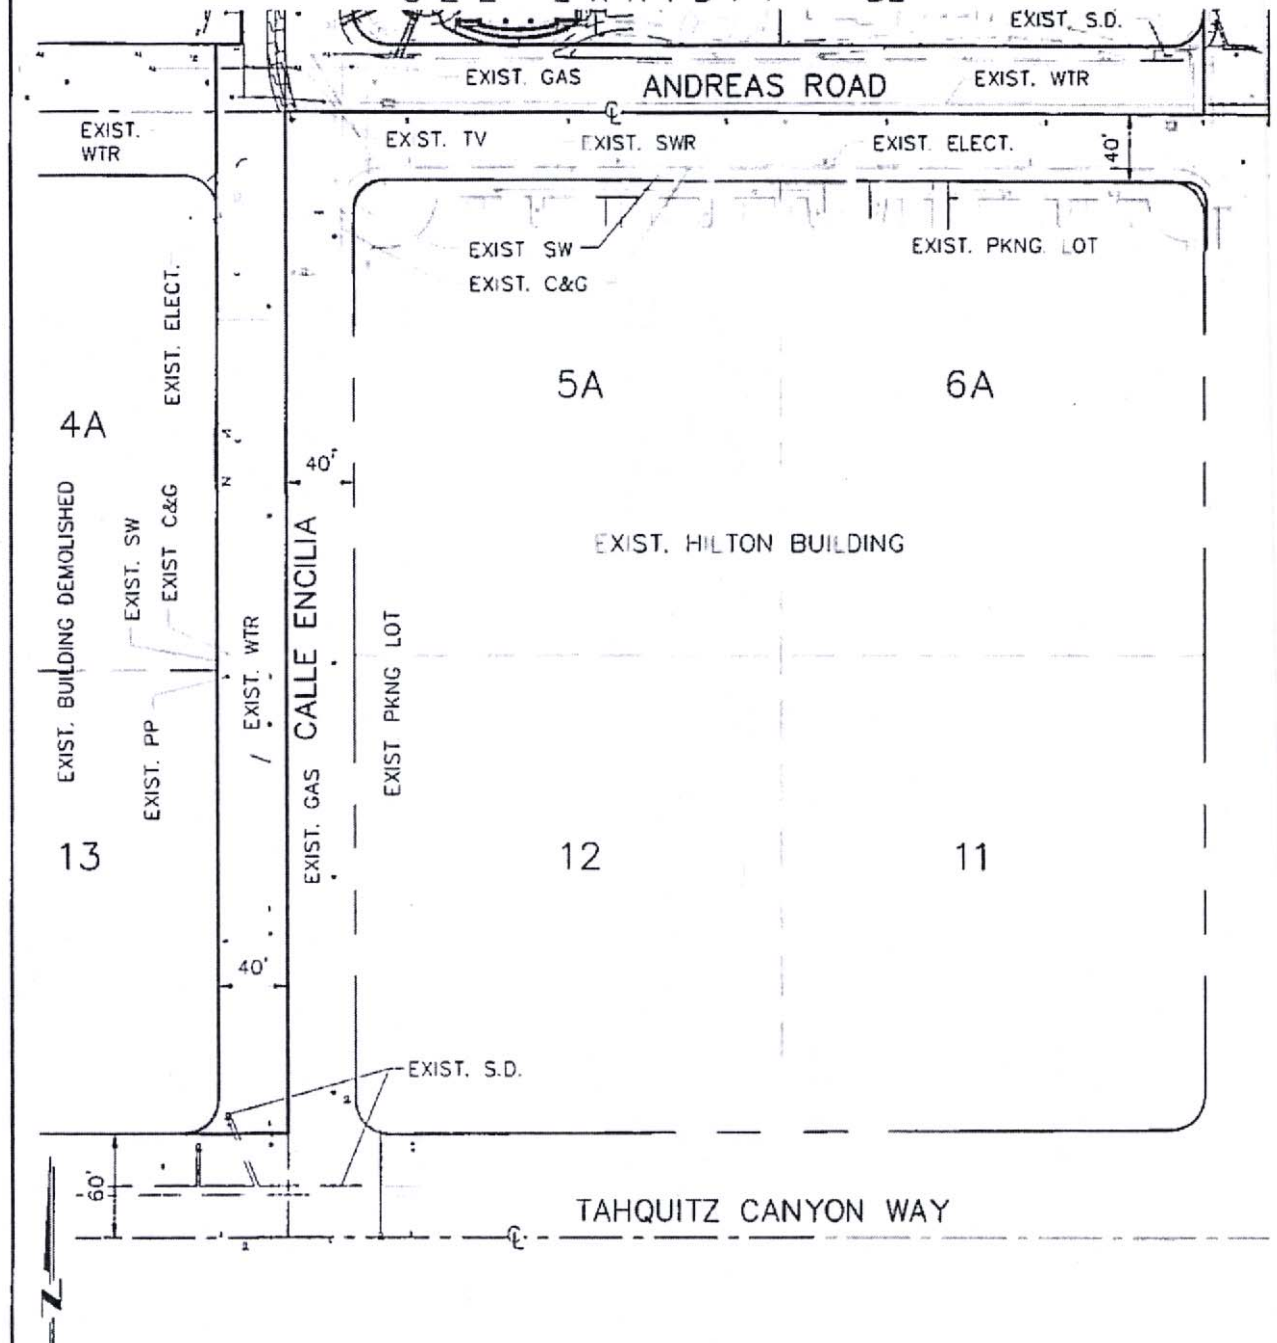 EXIST. S.D.
EXIST. GAS
ANDREAS ROAD
EXIST. WTR
EXIST.
WTR
EXIST. TV
EXIST. SWR
EXIST. ELECT.
40'
EXIST SW
EXIST. C&G
EXIST. PKNG LOT
EXIST. ELECT.
5A
6A
4A
40'
EXIST. BUILDING DEMOLISHED
EXIST. SW
EXIST C&G
CALLE ENCILIA
EXIST. HILTON BUILDING
EXIST. WTR
EXIST PKNG LOT
EXIST. PP
EXIST. GAS
13
12
11
40'
EXIST. S.D.
60'
TAHQUITZ CANYON WAY